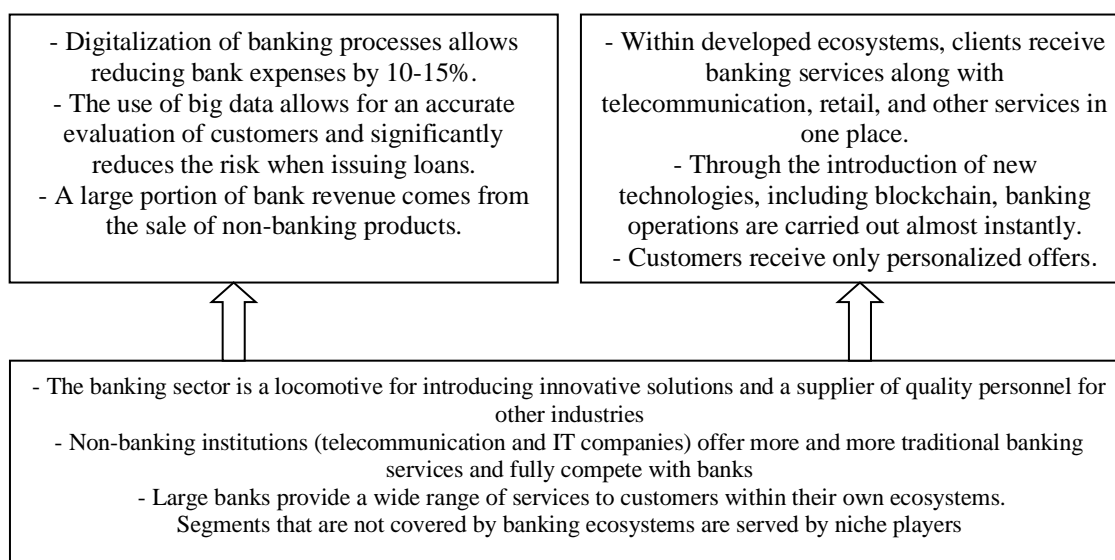 - Digitalization of banking processes allows
reducing bank expenses by 10-15%.
- The use of big data allows for an accurate
evaluation of customers and significantly
reduces the risk when issuing loans.
- A large portion of bank revenue comes from
the sale of non-banking products.
- Within developed ecosystems, clients receive
banking services along with
telecommunication, retail, and other services in
one place.
- Through the introduction of new
technologies, including blockchain, banking
operations are carried out almost instantly.
- Customers receive only personalized offers.
- The banking sector is a locomotive for introducing innovative solutions and a supplier of quality personnel for
other industries
- Non-banking institutions (telecommunication and IT companies) offer more and more traditional banking
services and fully compete with banks
- Large banks provide a wide range of services to customers within their own ecosystems.
Segments that are not covered by banking ecosystems are served by niche players